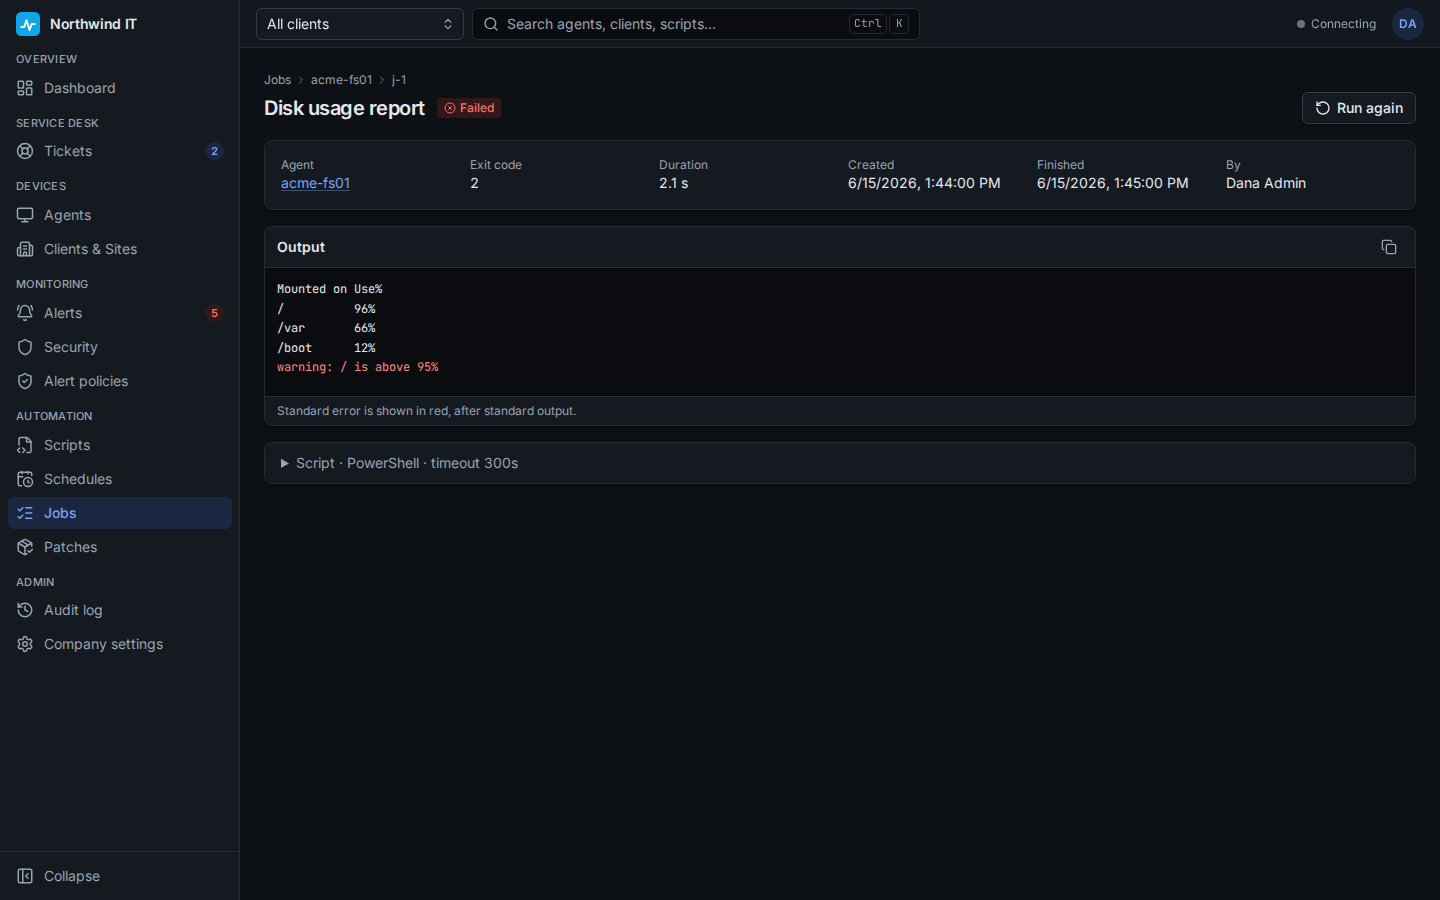 Northwind IT
All clients
Search agents, clients, scripts...
Ctrl K
Connecting
DA
OVERVIEW
Dashboard
SERVICE DESK
Tickets 2
DEVICES
Agents
Clients & Sites
MONITORING
Alerts 5
Security
Alert policies
AUTOMATION
Scripts
Schedules
Jobs
Patches
ADMIN
Audit log
Company settings
Collapse
Jobs > acme-fs01 > j-1
Disk usage report Failed
Run again
Agent Exit code Duration Created Finished By
acme-fs01 2 2.1 s 6/15/2026, 1:44:00 PM 6/15/2026, 1:45:00 PM Dana Admin
Output
Mounted on Use%
/ 96%
/var 66%
/boot 12%
warning: / is above 95%
Standard error is shown in red, after standard output.
Script · PowerShell · timeout 300s